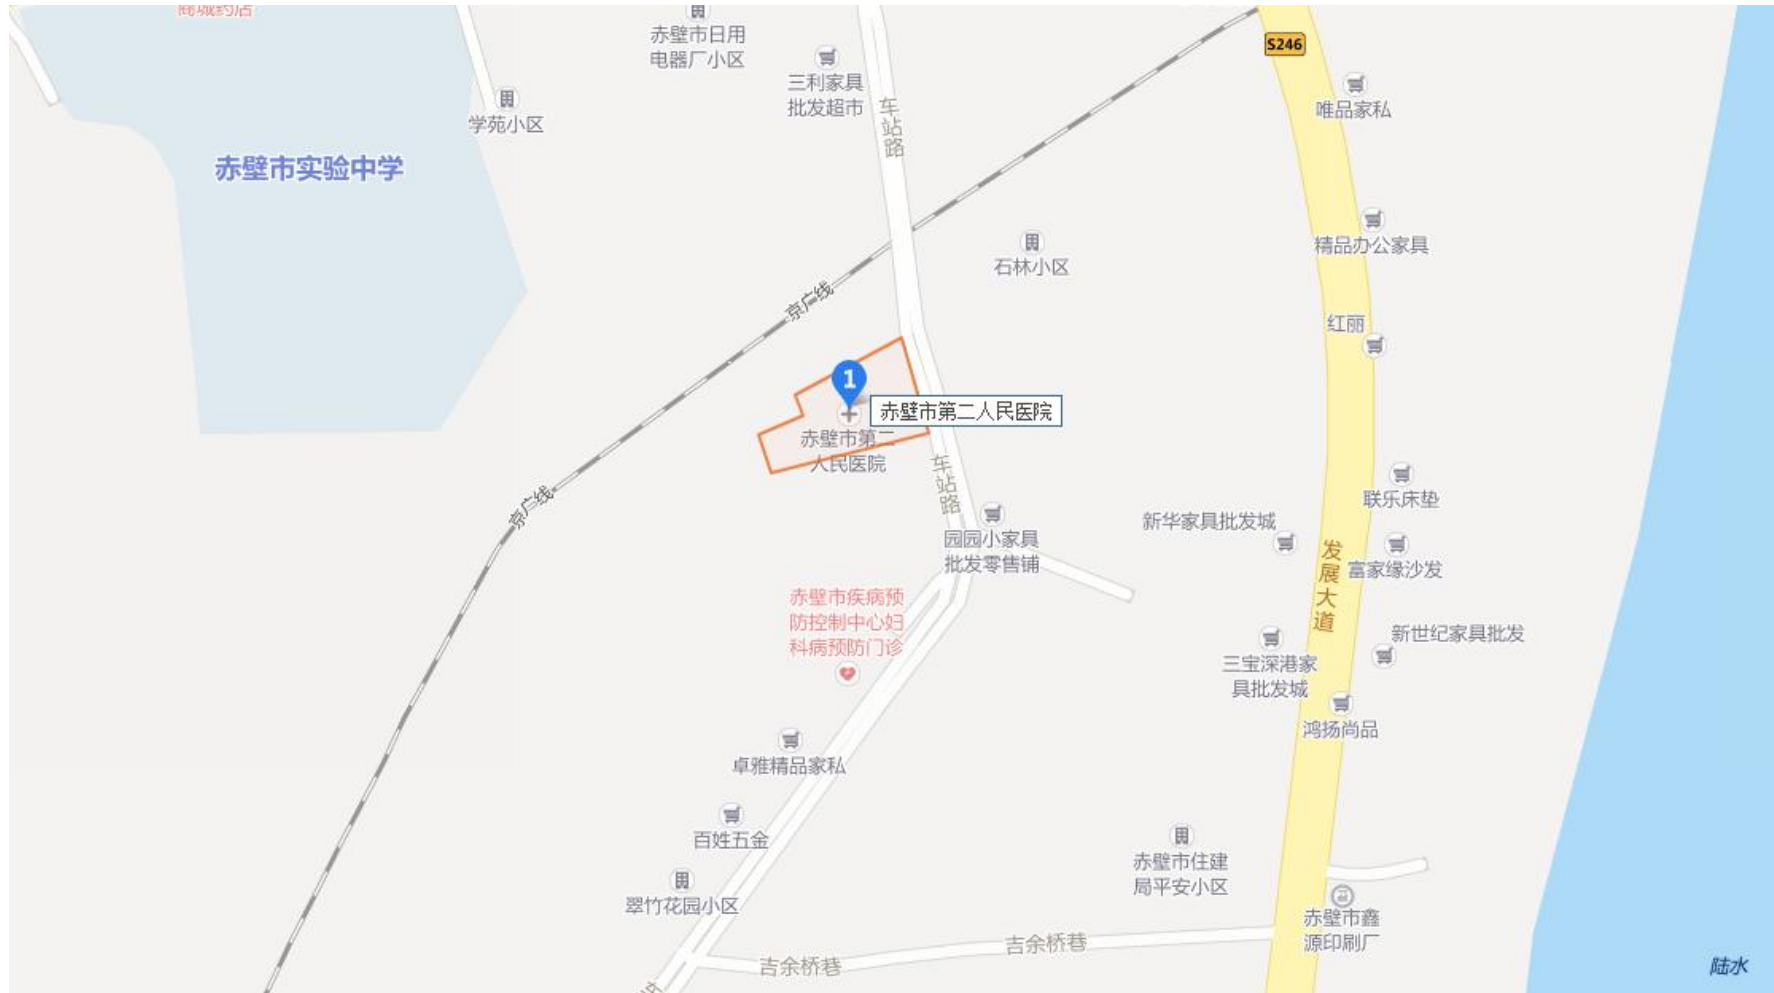 商城药店
赤壁市日用
电器厂小区
S246
三利家具
批发超市
唯品家私
学苑小区
车站路
赤壁市实验中学
精品办公家具
石林小区
京广线
红丽
1
赤壁市第二人民医院
赤壁市第二
人民医院
车站路
京广线
联乐床垫
新华家具批发城
园园小家具
批发零售铺
发展大道
富家缘沙发
赤壁市疾病预
防控制中心妇
科病预防门诊
新世纪家具批发
三宝深港家
具批发城
鸿扬尚品
卓雅精品家私
百姓五金
赤壁市住建
局平安小区
翠竹花园小区
赤壁市鑫
源印刷厂
吉余桥巷
吉余桥巷
陆水
车